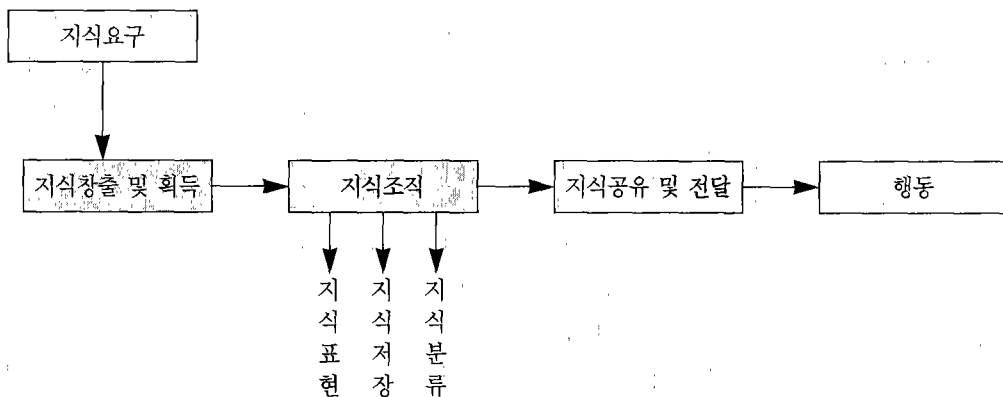 지식요구
지식창출 및 획득
지식조직
지식공유 및 전달
행동
지식표현
지식저장
지식분류